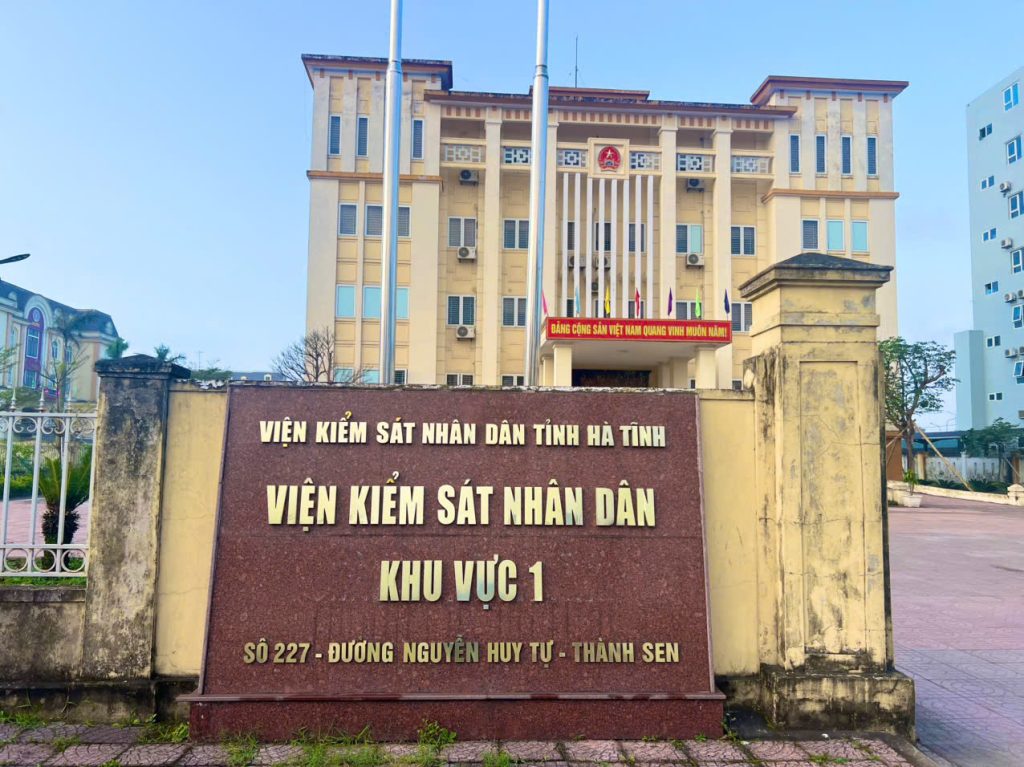 ĐẢNG CỘNG SẢN VIỆT NAM QUANG VINH MUÔN NĂM!
VIỆN KIỂM SÁT NHÂN DÂN TỈNH HÀ TĨNH
VIỆN KIỂM SÁT NHÂN DÂN
KHU VỰC 1
SỐ 227 - ĐƯỜNG NGUYỄN HUY TỰ - THÀNH SEN